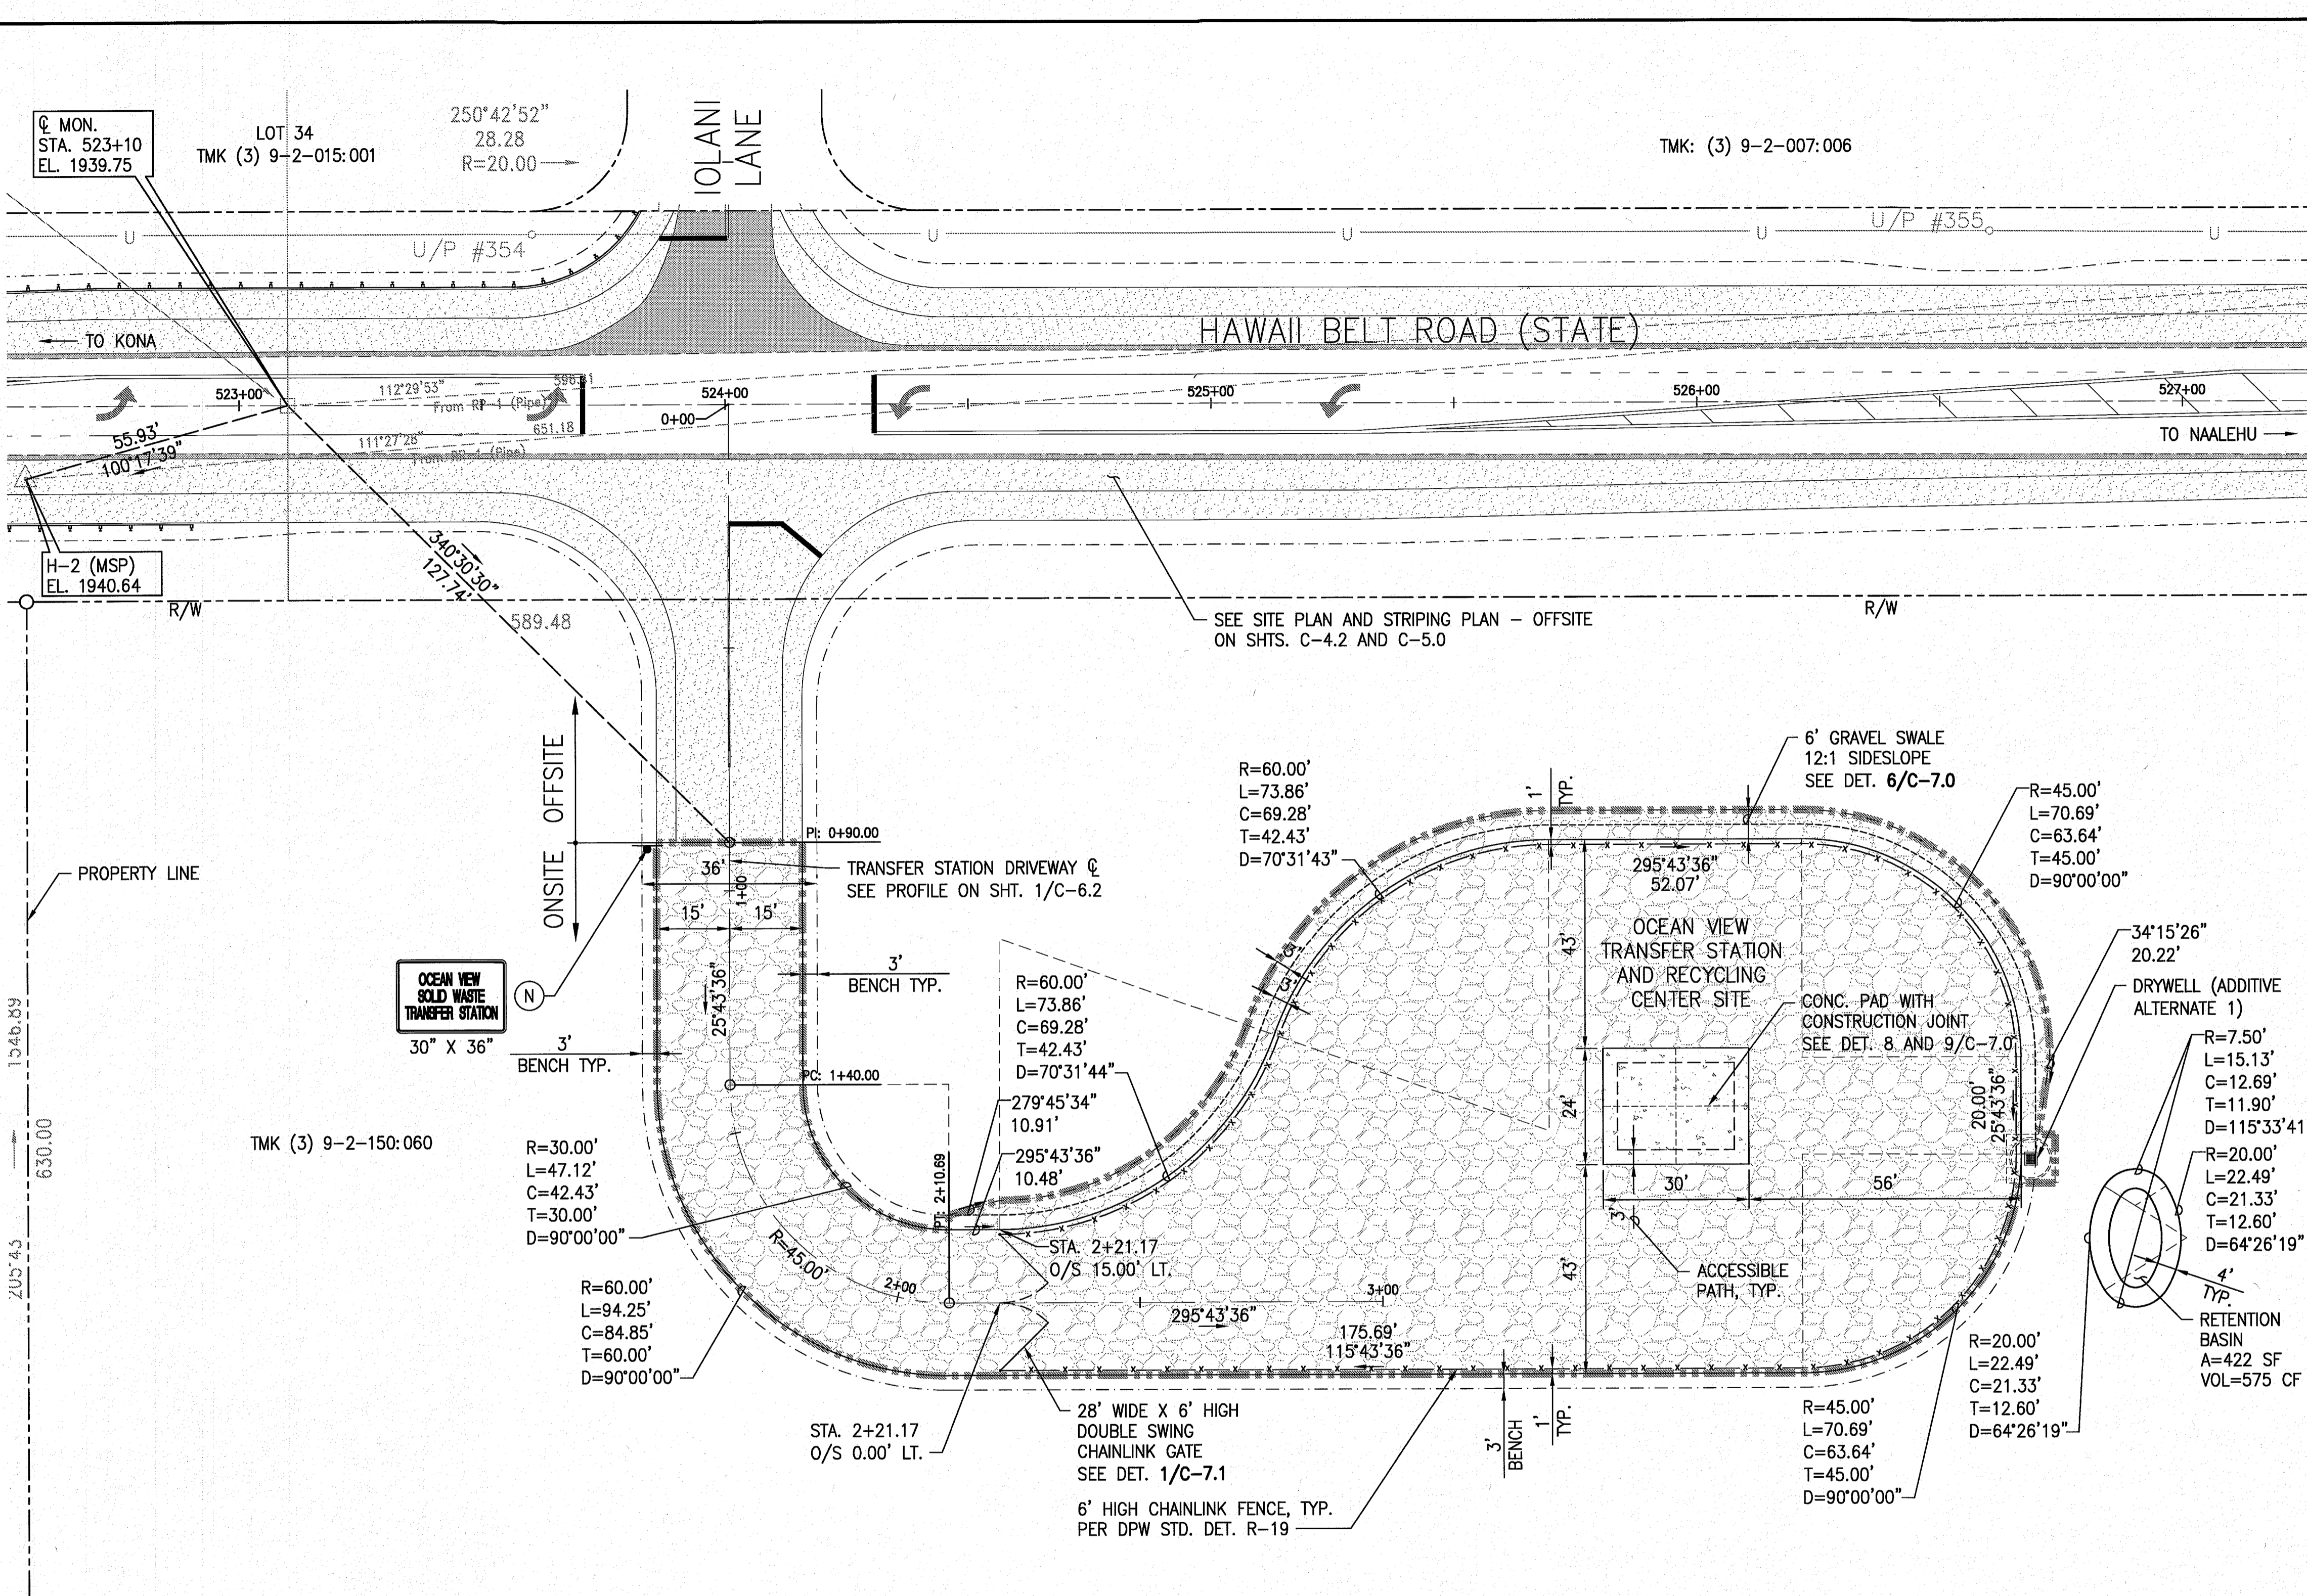 ℄ MON.
STA. 523+10
EL. 1939.75
LOT 34
TMK (3) 9-2-015:001
250°42'52"
28.28
R=20.00
IOLANI
LANE
TMK: (3) 9-2-007:006
U
U/P #354
U
U
U
U/P #355
U
HAWAII BELT ROAD (STATE)
TO KONA
523+00
112°29'53"
598.81
From RP-1 (Pipe)
524+00
0+00
525+00
526+00
527+00
111°27'28"
651.18
From RP-1 (Pipe)
TO NAALEHU
55.93'
100°17'39"
H-2 (MSP)
EL. 1940.64
R/W
340°30'30"
127.74'
589.48
SEE SITE PLAN AND STRIPING PLAN – OFFSITE
ON SHTS. C-4.2 AND C-5.0
R/W
OFFSITE
ONSITE
PI: 0+90.00
36'
1+00
15'
15'
TRANSFER STATION DRIVEWAY ℄
SEE PROFILE ON SHT. 1/C-6.2
PROPERTY LINE
OCEAN VIEW
SOLID WASTE
TRANSFER STATION
30" X 36"
N
25°43'36"
3'
BENCH TYP.
3'
BENCH TYP.
PC: 1+40.00
R=60.00'
L=73.86'
C=69.28'
T=42.43'
D=70°31'43"
1'
TYP.
6' GRAVEL SWALE
12:1 SIDESLOPE
SEE DET. 6/C-7.0
R=45.00'
L=70.69'
C=63.64'
T=45.00'
D=90°00'00"
295°43'36"
52.07'
OCEAN VIEW
TRANSFER STATION
AND RECYCLING
CENTER SITE
43'
3'
3'
CONC. PAD WITH
CONSTRUCTION JOINT
SEE DET. 8 AND 9/C-7.0
34°15'26"
20.22'
DRYWELL (ADDITIVE
ALTERNATE 1)
R=60.00'
L=73.86'
C=69.28'
T=42.43'
D=70°31'44"
279°45'34"
10.91'
295°43'36"
10.48'
24'
20.00'
25°43'36"
30'
56'
3'
43'
ACCESSIBLE
PATH, TYP.
R=7.50'
L=15.13'
C=12.69'
T=11.90'
D=115°33'41
R=20.00'
L=22.49'
C=21.33'
T=12.60'
D=64°26'19"
4'
TYP.
RETENTION
BASIN
A=422 SF
VOL=575 CF
1546.89
630.00
TMK (3) 9-2-150:060
R=30.00'
L=47.12'
C=42.43'
T=30.00'
D=90°00'00"
PT: 2+10.69
STA. 2+21.17
O/S 15.00' LT.
R=45.00'
2+00
3+00
295°43'36"
175.69'
115°43'36"
R=60.00'
L=94.25'
C=84.85'
T=60.00'
D=90°00'00"
STA. 2+21.17
O/S 0.00' LT.
28' WIDE X 6' HIGH
DOUBLE SWING
CHAINLINK GATE
SEE DET. 1/C-7.1
6' HIGH CHAINLINK FENCE, TYP.
PER DPW STD. DET. R-19
3'
BENCH
1'
TYP.
R=45.00'
L=70.69'
C=63.64'
T=45.00'
D=90°00'00"
R=20.00'
L=22.49'
C=21.33'
T=12.60'
D=64°26'19"